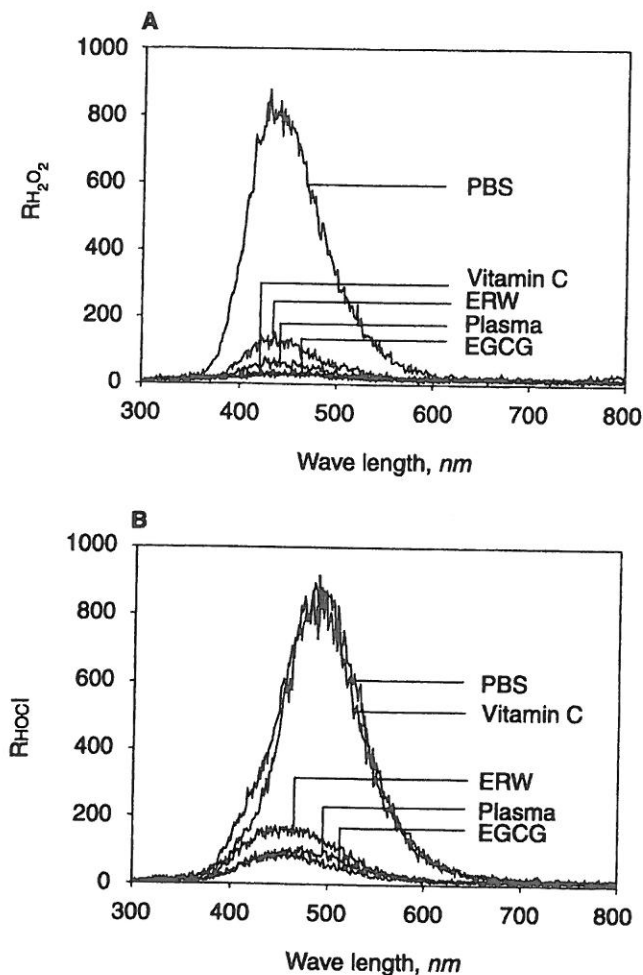 A
1000
800
600
400
200
0
RH₂O₂
PBS
Vitamin C
ERW
Plasma
EGCG
300 400 500 600 700 800
Wave length, nm
B
1000
800
600
400
200
0
RHOCl
PBS
Vitamin C
ERW
Plasma
EGCG
300 400 500 600 700 800
Wave length, nm